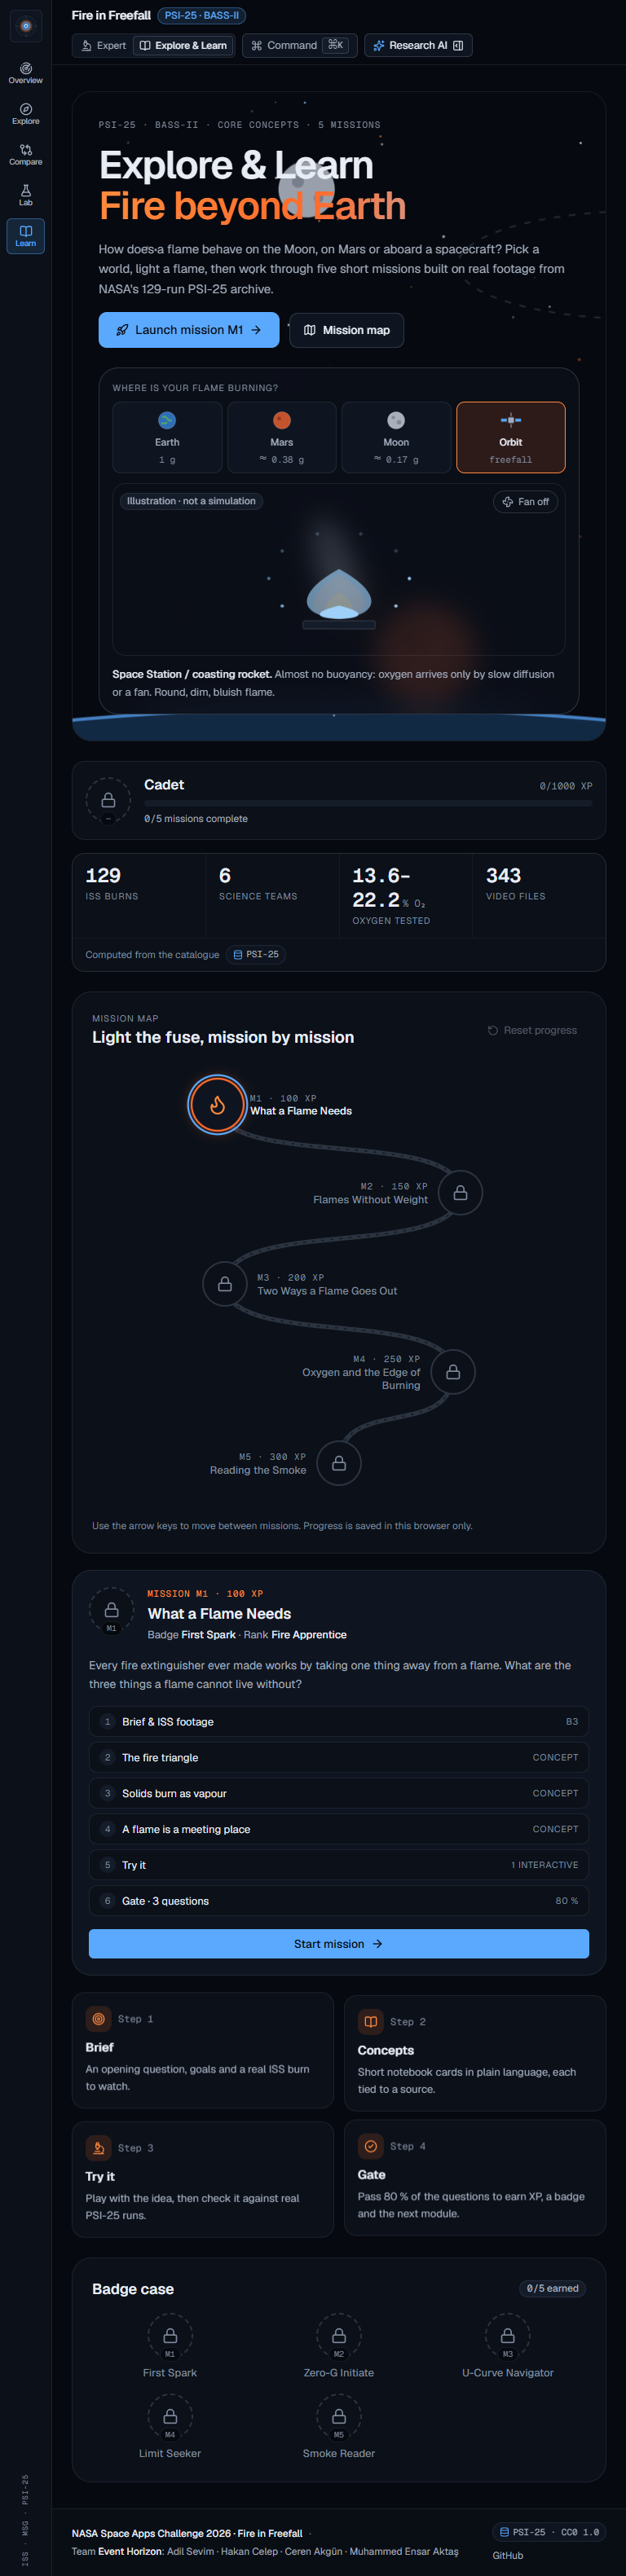 Fire in Freefall PSI-25 · BASS-II
Expert Explore & Learn Command ⌘K Research AI
Overview
Explore
Compare
Lab
Learn
PSI-25 · BASS-II · CORE CONCEPTS · 5 MISSIONS
Explore & Learn
Fire beyond Earth
How does a flame behave on the Moon, on Mars or aboard a spacecraft? Pick a
world, light a flame, then work through five short missions built on real footage from
NASA's 129-run PSI-25 archive.
Launch mission M1 → Mission map
WHERE IS YOUR FLAME BURNING?
Earth Mars Moon Orbit
1 g ≈ 0.38 g ≈ 0.17 g freefall
Illustration · not a simulation Fan off
Space Station / coasting rocket. Almost no buoyancy: oxygen arrives only by slow diffusion
or a fan. Round, dim, bluish flame.
Cadet 0/1000 XP
0/5 missions complete
129 6 13.6–22.2 % O₂ 343
ISS BURNS SCIENCE TEAMS OXYGEN TESTED VIDEO FILES
Computed from the catalogue PSI-25
MISSION MAP
Light the fuse, mission by mission Reset progress
M1 · 100 XP
What a Flame Needs
M2 · 150 XP
Flames Without Weight
M3 · 200 XP
Two Ways a Flame Goes Out
M4 · 250 XP
Oxygen and the Edge of
Burning
M5 · 300 XP
Reading the Smoke
Use the arrow keys to move between missions. Progress is saved in this browser only.
MISSION M1 · 100 XP
M1 What a Flame Needs
Badge First Spark · Rank Fire Apprentice
Every fire extinguisher ever made works by taking one thing away from a flame. What are the
three things a flame cannot live without?
1 Brief & ISS footage B3
2 The fire triangle CONCEPT
3 Solids burn as vapour CONCEPT
4 A flame is a meeting place CONCEPT
5 Try it 1 INTERACTIVE
6 Gate · 3 questions 80 %
Start mission →
Step 1
Brief
An opening question, goals and a real ISS burn
to watch.
Step 2
Concepts
Short notebook cards in plain language, each
tied to a source.
Step 3
Try it
Play with the idea, then check it against real
PSI-25 runs.
Step 4
Gate
Pass 80 % of the questions to earn XP, a badge
and the next module.
Badge case 0/5 earned
M1 M2 M3
First Spark Zero-G Initiate U-Curve Navigator
M4 M5
Limit Seeker Smoke Reader
ISS · MSG · PSI-25
NASA Space Apps Challenge 2026 · Fire in Freefall · PSI-25 · CC0 1.0
Team Event Horizon: Adil Sevim · Hakan Celep · Ceren Akgün · Muhammed Ensar Aktaş GitHub